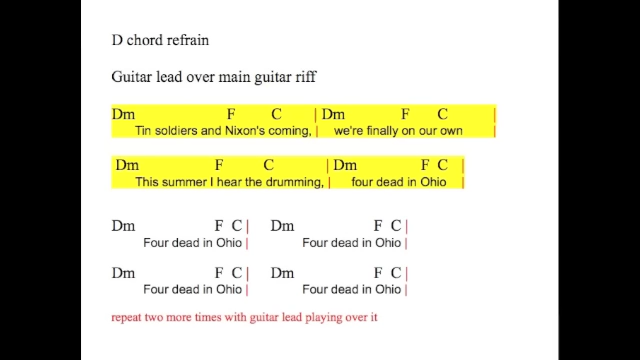 D chord refrain
Guitar lead over main guitar riff
Dm F C | Dm F C |
Tin soldiers and Nixon's coming, | we're finally on our own |
Dm F C | Dm F C |
This summer I hear the drumming, | four dead in Ohio |
Dm F C | Dm F C |
Four dead in Ohio | Four dead in Ohio |
Dm F C | Dm F C |
Four dead in Ohio | Four dead in Ohio |
repeat two more times with guitar lead playing over it